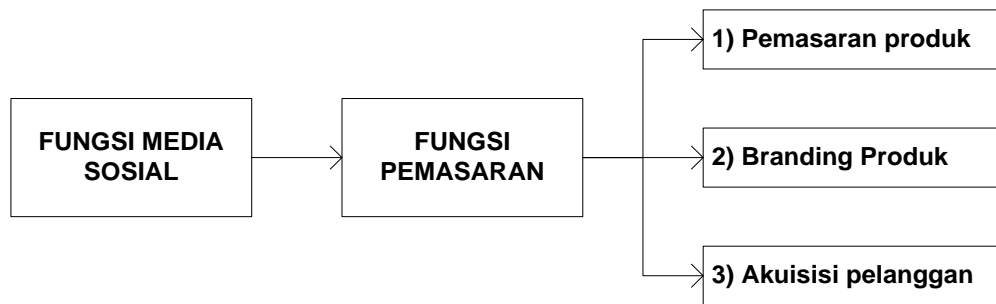 FUNGSI MEDIA
SOSIAL
FUNGSI
PEMASARAN
1) Pemasaran produk
2) Branding Produk
3) Akuisisi pelanggan